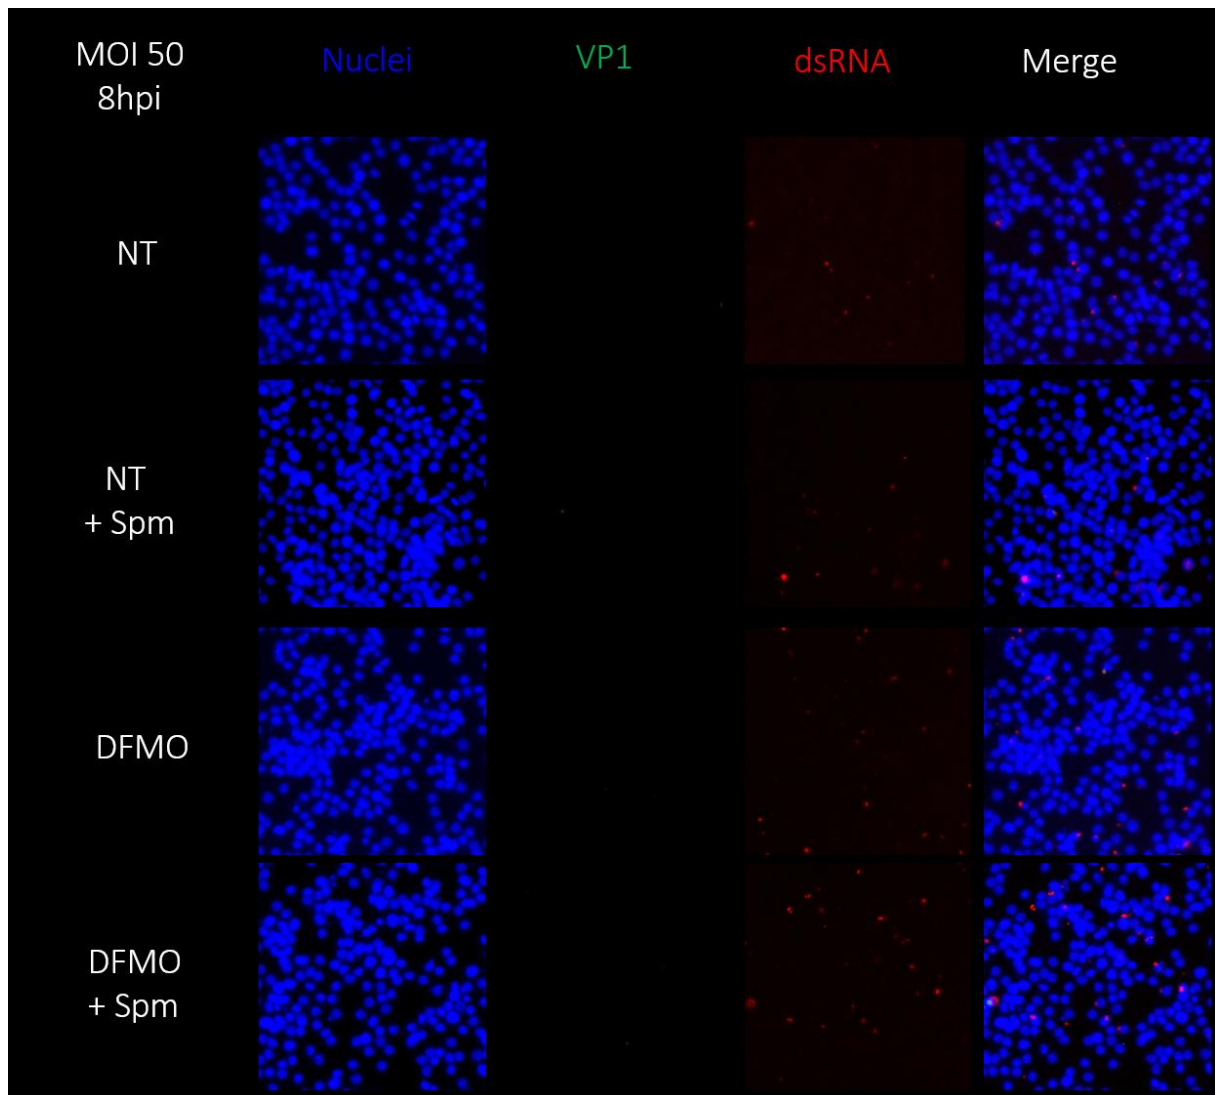 MOI 50
8hpi
Nuclei
VP1
dsRNA
Merge
NT
NT
+ Spm
DFMO
DFMO
+ Spm